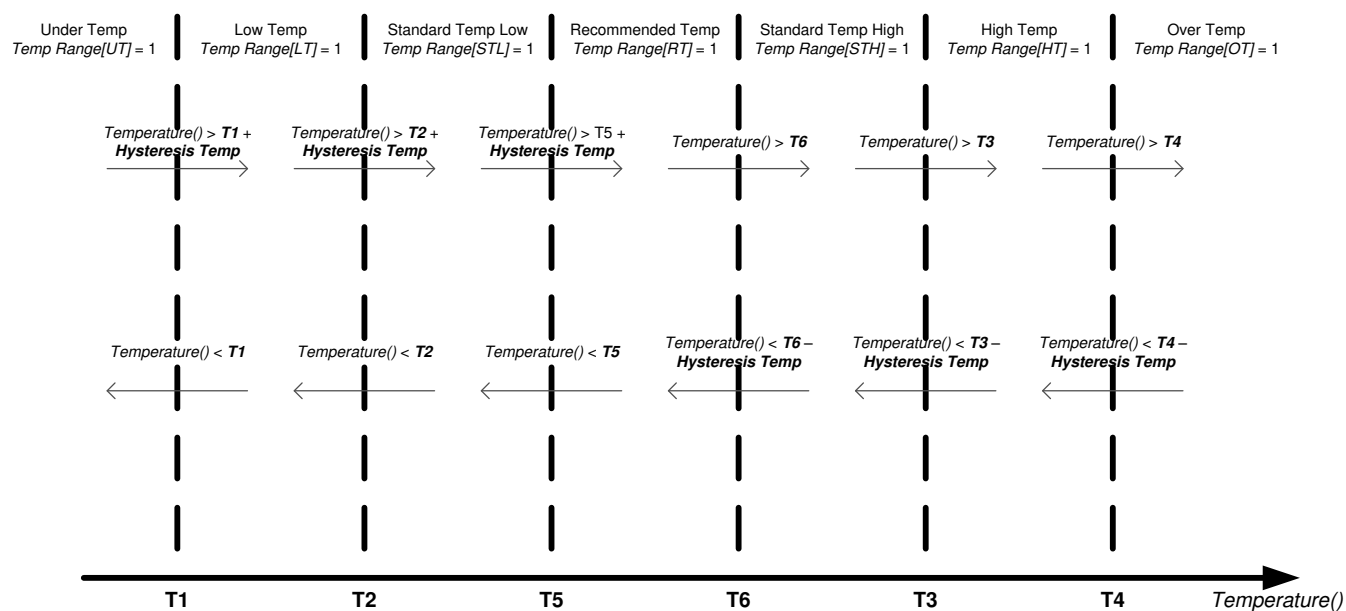 Under Temp
Temp Range[UT] = 1
Low Temp
Temp Range[LT] = 1
Standard Temp Low
Temp Range[STL] = 1
Recommended Temp
Temp Range[RT] = 1
Standard Temp High
Temp Range[STH] = 1
High Temp
Temp Range[HT] = 1
Over Temp
Temp Range[OT] = 1
Temperature() > T1 +
Hysteresis Temp
Temperature() > T2 +
Hysteresis Temp
Temperature() > T5 +
Hysteresis Temp
Temperature() > T6
Temperature() > T3
Temperature() > T4
Temperature() < T1
Temperature() < T2
Temperature() < T5
Temperature() < T6 –
Hysteresis Temp
Temperature() < T3 –
Hysteresis Temp
Temperature() < T4 –
Hysteresis Temp
T1
T2
T5
T6
T3
T4
Temperature()